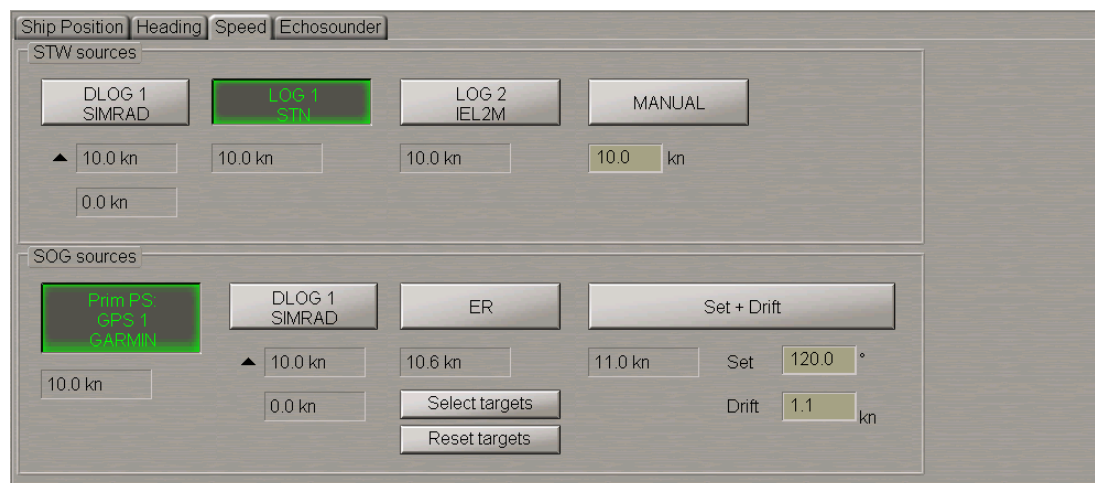 Ship Position Heading Speed Echosounder
STW sources
DLOG 1 LOG 1 LOG 2 MANUAL
SIMRAD STN IEL2M
10.0 kn 10.0 kn 10.0 kn 10.0 kn
0.0 kn
SOG sources
Prim PS:
GPS 1
GARMIN
DLOG 1
SIMRAD
ER
Set + Drift
10.0 kn
10.0 kn 10.6 kn 11.0 kn Set 120.0 °
0.0 kn Select targets Drift 1.1 kn
Reset targets